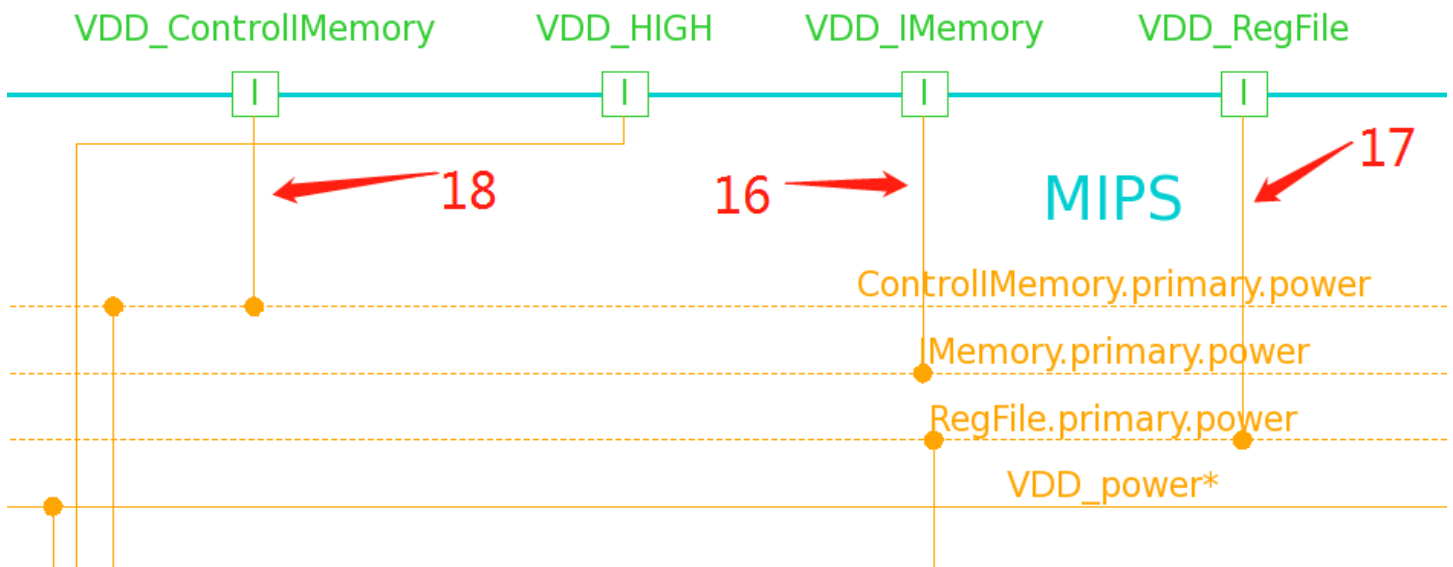 VDD_ControlIMemory VDD_HIGH VDD_IMemory VDD_RegFile
I I I I
18 16 MIPS 17
ControlIMemory.primary.power
IMemory.primary.power
RegFile.primary.power
VDD_power*